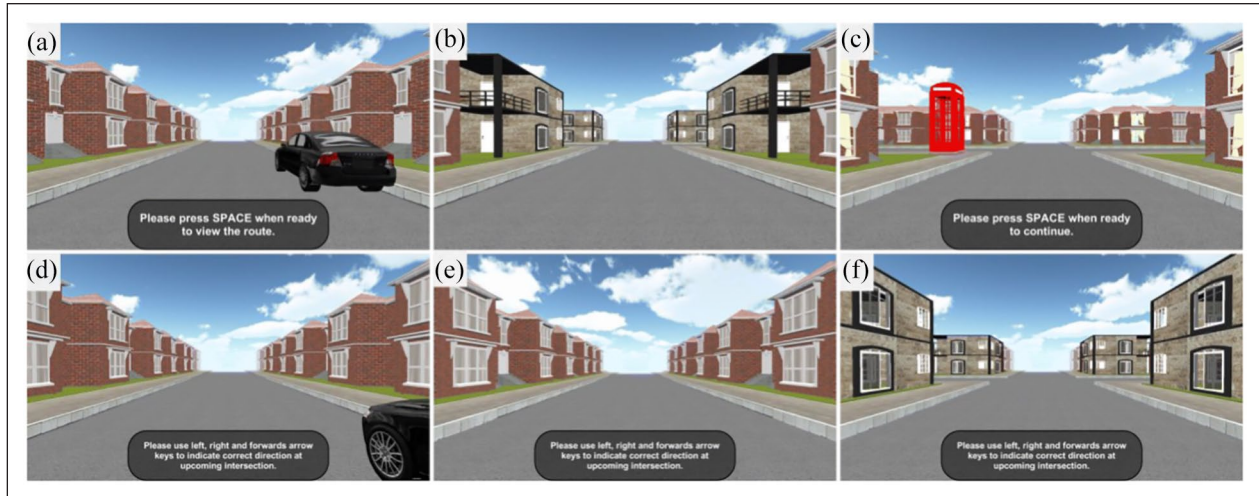 (a)
Please press SPACE when ready
to view the route.
(b)
(c)
Please press SPACE when ready
to continue.
(d)
Please use left, right and forwards arrow
keys to indicate correct direction at
upcoming intersection.
(e)
Please use left, right and forwards arrow
keys to indicate correct direction at
upcoming intersection.
(f)
Please use left, right and forwards arrow
keys to indicate correct direction at
upcoming intersection.